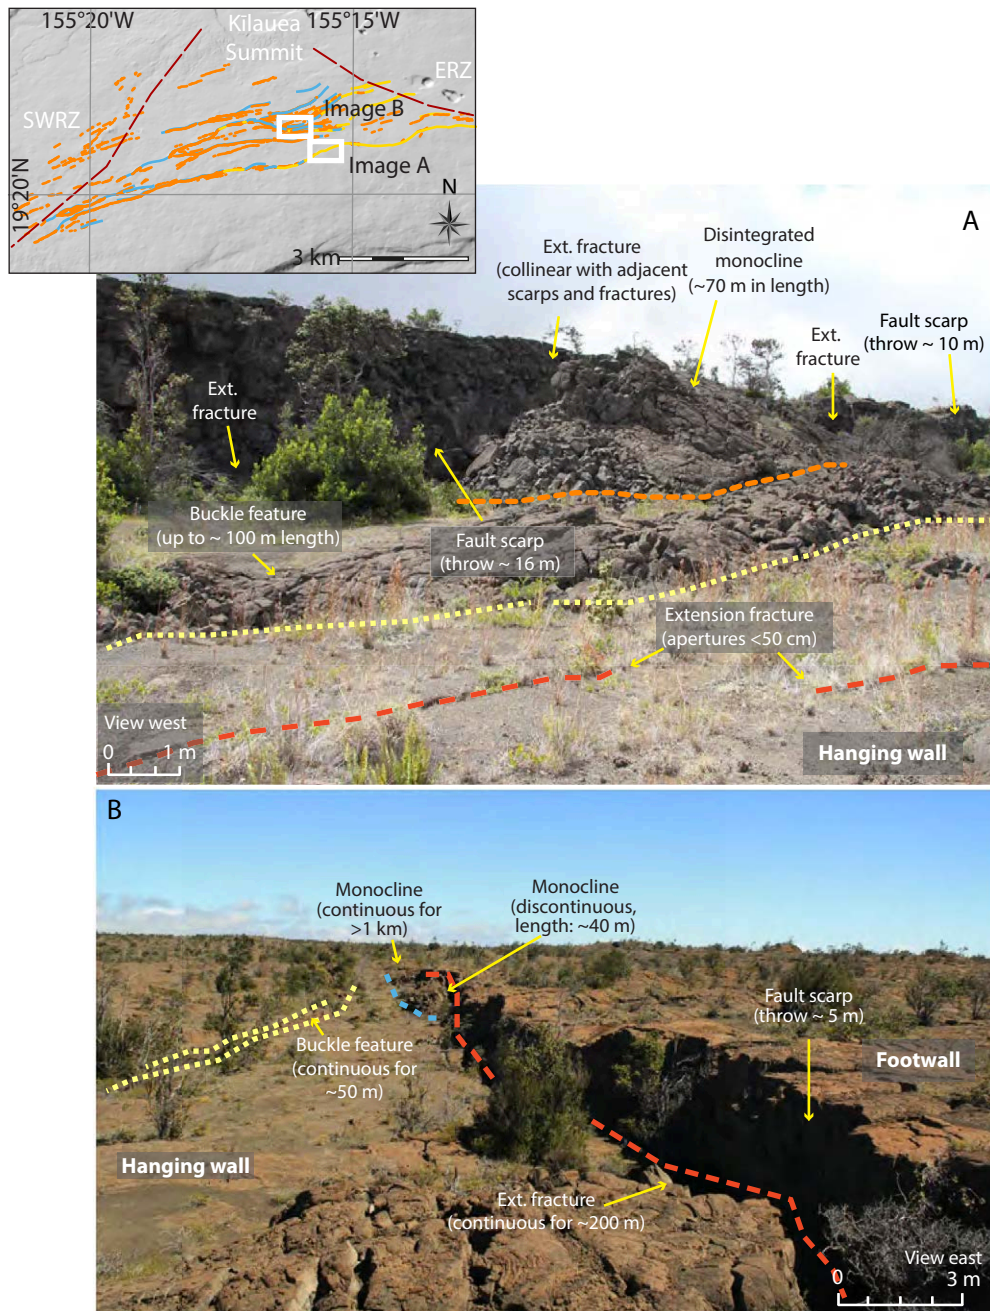 155°20'W
155°15'W
Kīlauea
Summit
ERZ
SWRZ
Image B
Image A
19°20'N
N
3 km
A
Ext. fracture
(collinear with adjacent
scarps and fractures)
Disintegrated
monocline
(~70 m in length)
Ext.
fracture
Fault scarp
(throw ~ 10 m)
Ext.
fracture
Buckle feature
(up to ~ 100 m length)
Fault scarp
(throw ~ 16 m)
Extension fracture
(apertures <50 cm)
View west
0 1 m
Hanging wall
B
Monocline
(continuous for
>1 km)
Monocline
(discontinuous,
length: ~40 m)
Fault scarp
(throw ~ 5 m)
Buckle feature
(continuous for
~50 m)
Footwall
Hanging wall
Ext. fracture
(continuous for ~200 m)
View east
0 3 m